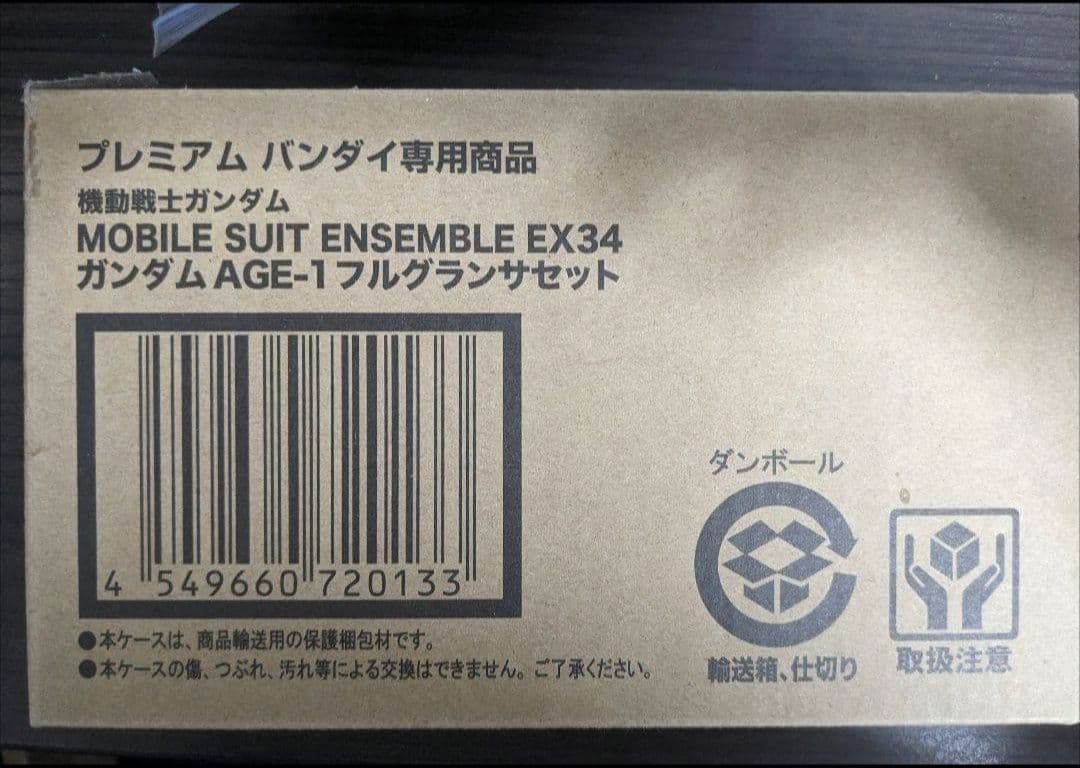 プレミアム バンダイ専用商品
機動戦士ガンダム
MOBILE SUIT ENSEMBLE EX34
ガンダムAGE-1フルグランサセット
4 549660 720133
●本ケースは、商品輸送用の保護梱包材です。
●本ケースの傷、つぶれ、汚れ等による交換はできません。ご了承ください。
ダンボール
輸送箱、仕切り
取扱注意